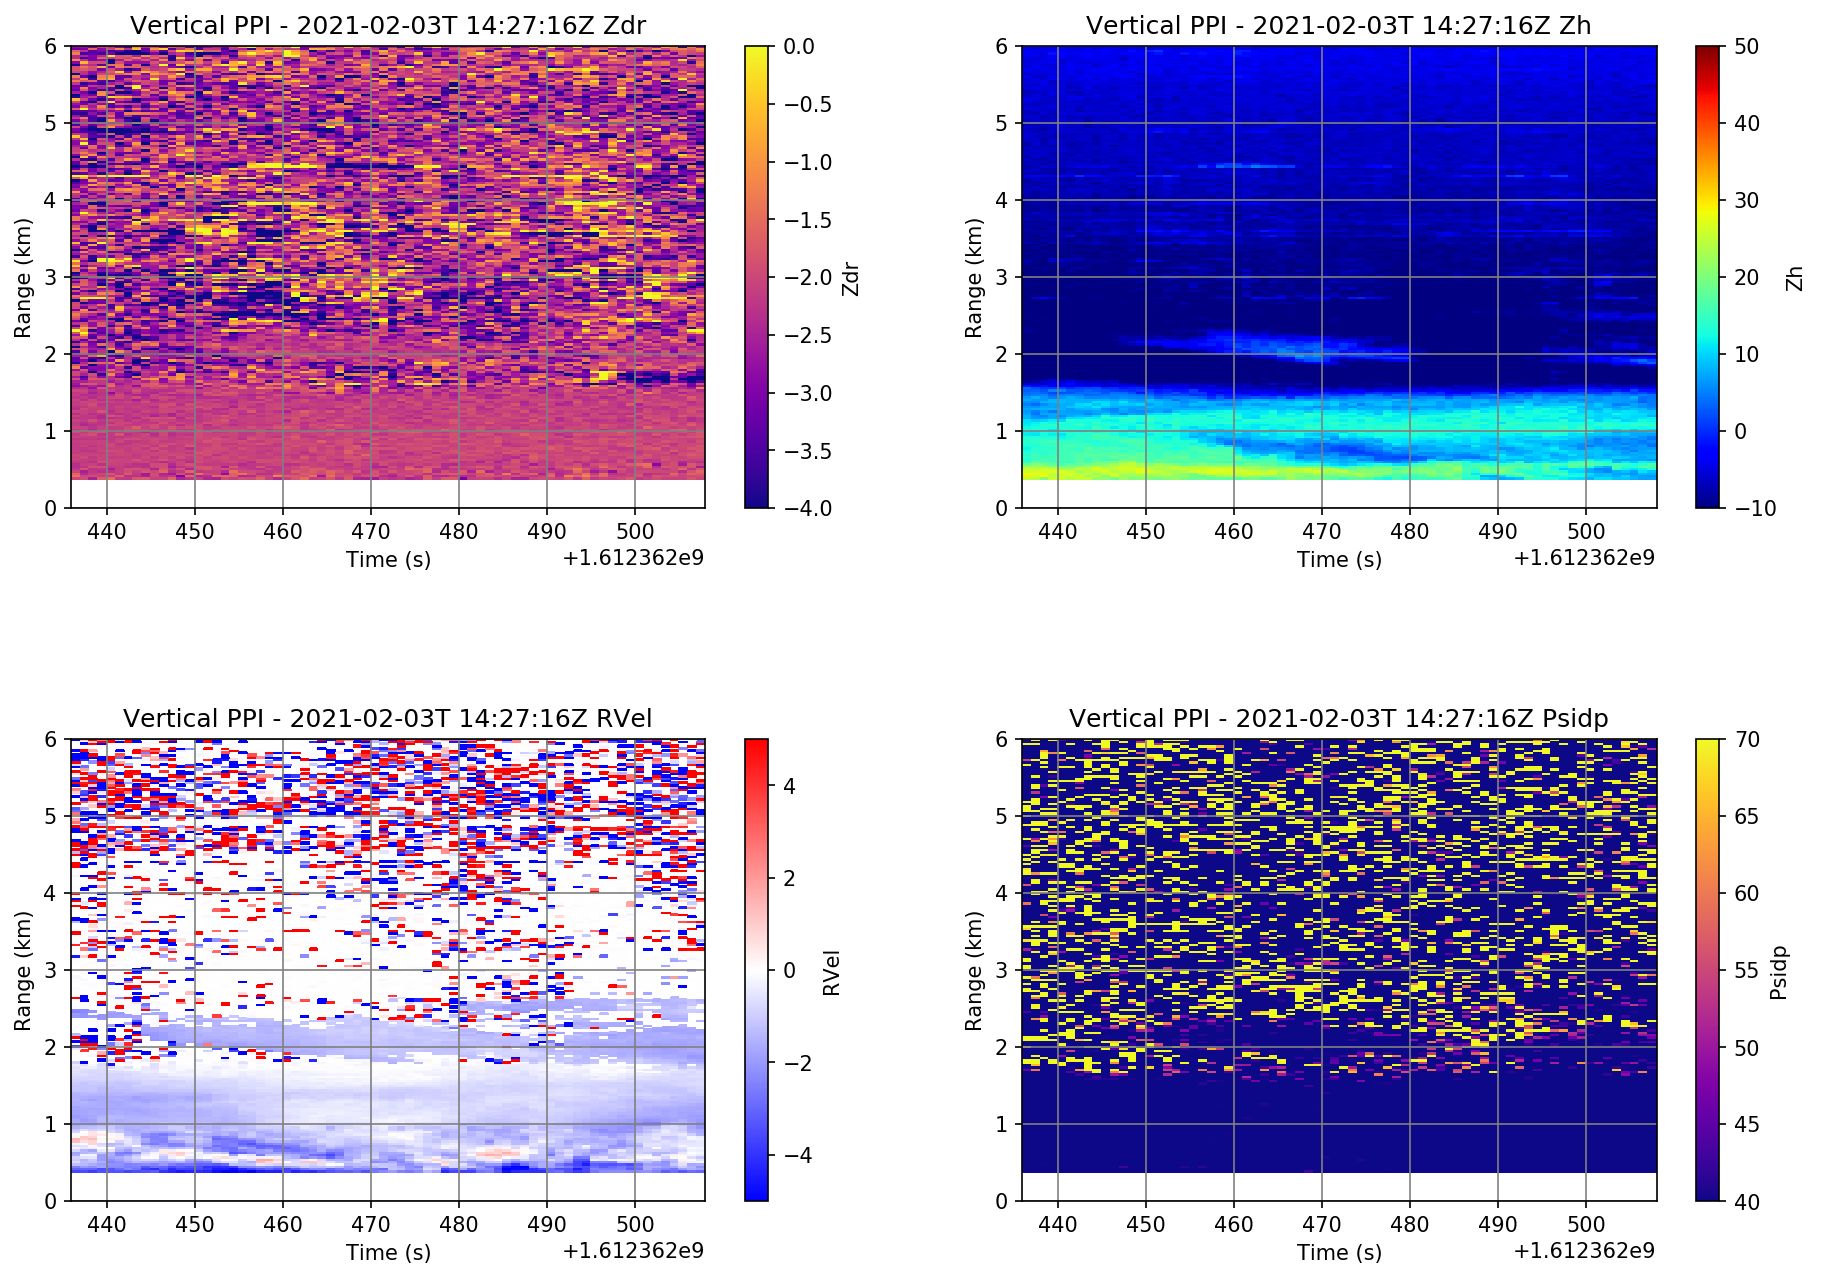 Vertical PPI - 2021-02-03T 14:27:16Z Zdr
6
5
4
3
2
1
0
Range (km)
440 450 460 470 480 490 500
Time (s)
+1.612362e9
0.0
−0.5
−1.0
−1.5
−2.0
−2.5
−3.0
−3.5
−4.0
Zdr
Vertical PPI - 2021-02-03T 14:27:16Z Zh
6
5
4
3
2
1
0
Range (km)
440 450 460 470 480 490 500
Time (s)
+1.612362e9
50
40
30
20
10
0
−10
Zh
Vertical PPI - 2021-02-03T 14:27:16Z RVel
6
5
4
3
2
1
0
Range (km)
440 450 460 470 480 490 500
Time (s)
+1.612362e9
4
2
0
−2
−4
RVel
Vertical PPI - 2021-02-03T 14:27:16Z Psidp
6
5
4
3
2
1
0
Range (km)
440 450 460 470 480 490 500
Time (s)
+1.612362e9
70
65
60
55
50
45
40
Psidp